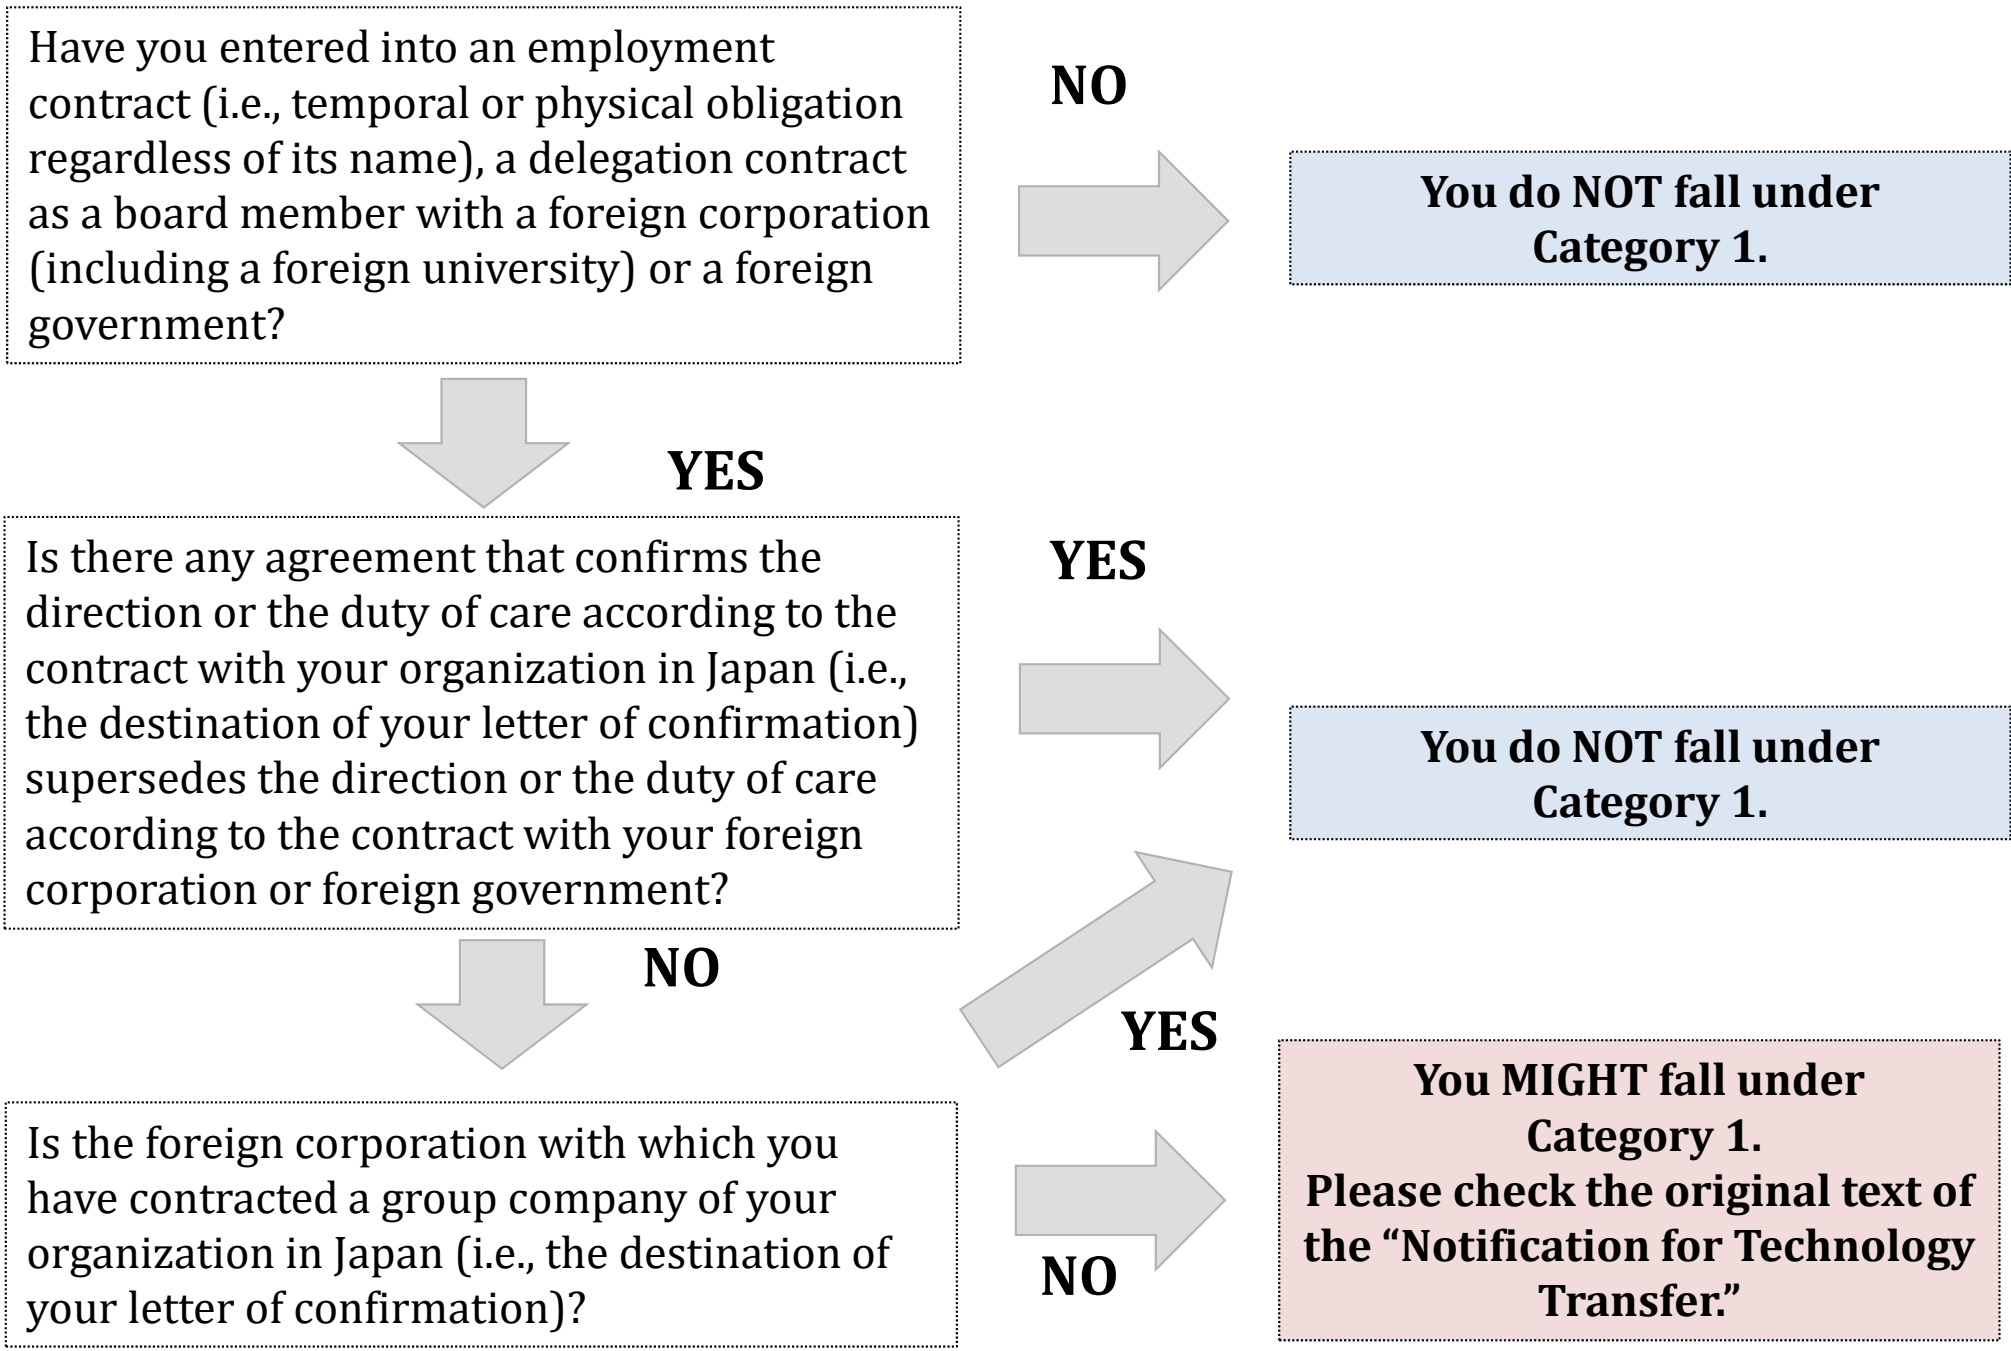 Have you entered into an employment
contract (i.e., temporal or physical obligation
regardless of its name), a delegation contract
as a board member with a foreign corporation
(including a foreign university) or a foreign
government?
NO
You do NOT fall under
Category 1.
YES
Is there any agreement that confirms the
direction or the duty of care according to the
contract with your organization in Japan (i.e.,
the destination of your letter of confirmation)
supersedes the direction or the duty of care
according to the contract with your foreign
corporation or foreign government?
YES
You do NOT fall under
Category 1.
NO
YES
Is the foreign corporation with which you
have contracted a group company of your
organization in Japan (i.e., the destination of
your letter of confirmation)?
NO
You MIGHT fall under
Category 1.
Please check the original text of
the “Notification for Technology
Transfer.”